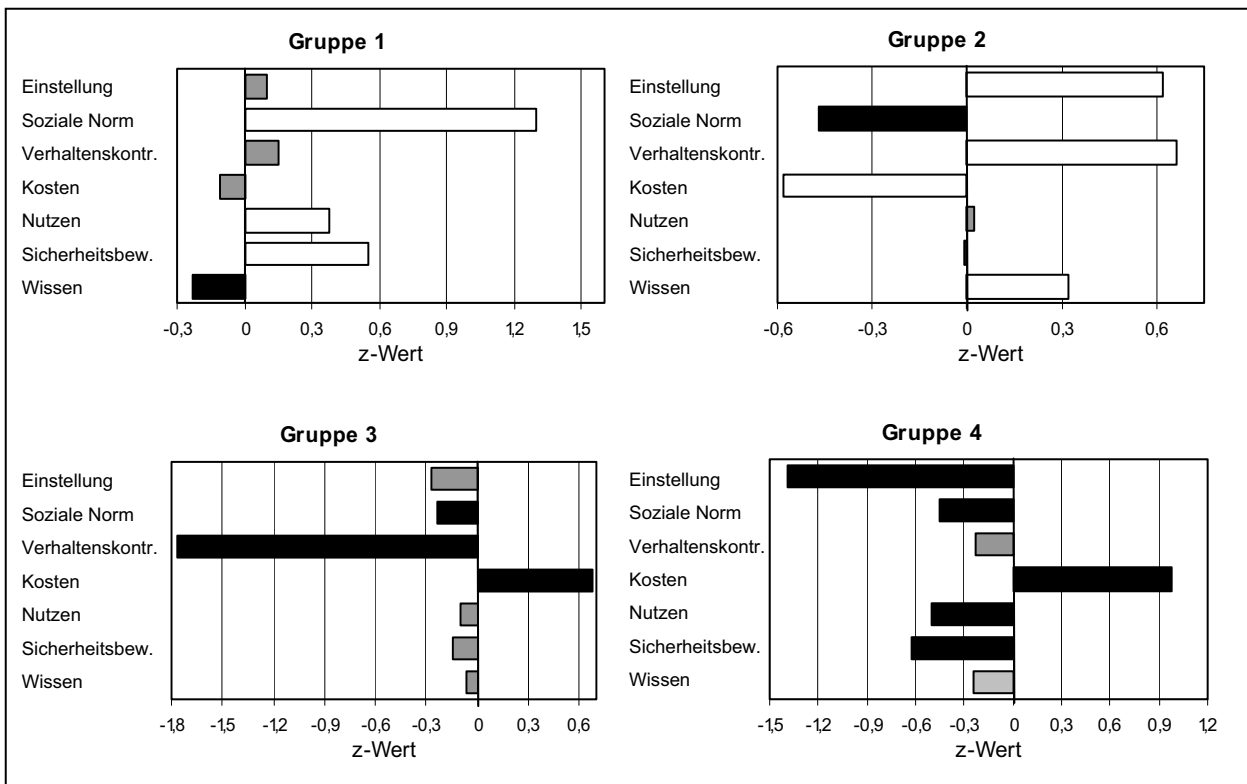 Gruppe 1
Einstellung
Soziale Norm
Verhaltenskontr.
Kosten
Nutzen
Sicherheitsbew.
Wissen
-0,3 0 0,3 0,6 0,9 1,2 1,5
z-Wert
Gruppe 2
Einstellung
Soziale Norm
Verhaltenskontr.
Kosten
Nutzen
Sicherheitsbew.
Wissen
-0,6 -0,3 0 0,3 0,6
z-Wert
Gruppe 3
Einstellung
Soziale Norm
Verhaltenskontr.
Kosten
Nutzen
Sicherheitsbew.
Wissen
-1,8 -1,5 -1,2 -0,9 -0,6 -0,3 0 0,3 0,6
z-Wert
Gruppe 4
Einstellung
Soziale Norm
Verhaltenskontr.
Kosten
Nutzen
Sicherheitsbew.
Wissen
-1,5 -1,2 -0,9 -0,6 -0,3 0 0,3 0,6 0,9 1,2
z-Wert